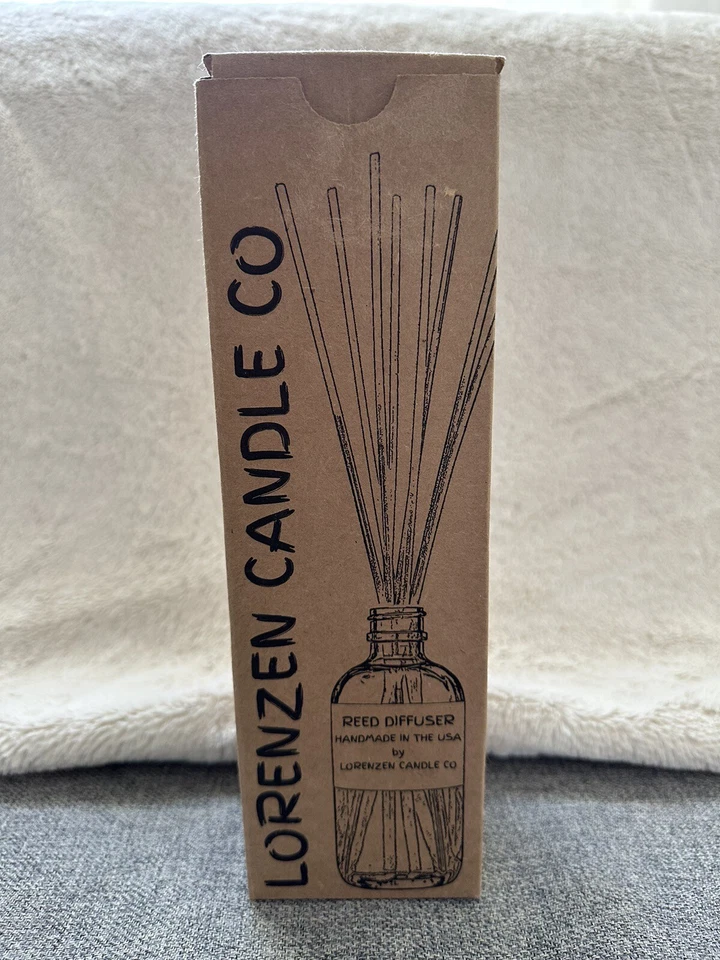 LORENZEN CANDLE CO
REED DIFFUSER
HANDMADE IN THE USA
by
LORENZEN CANDLE CO